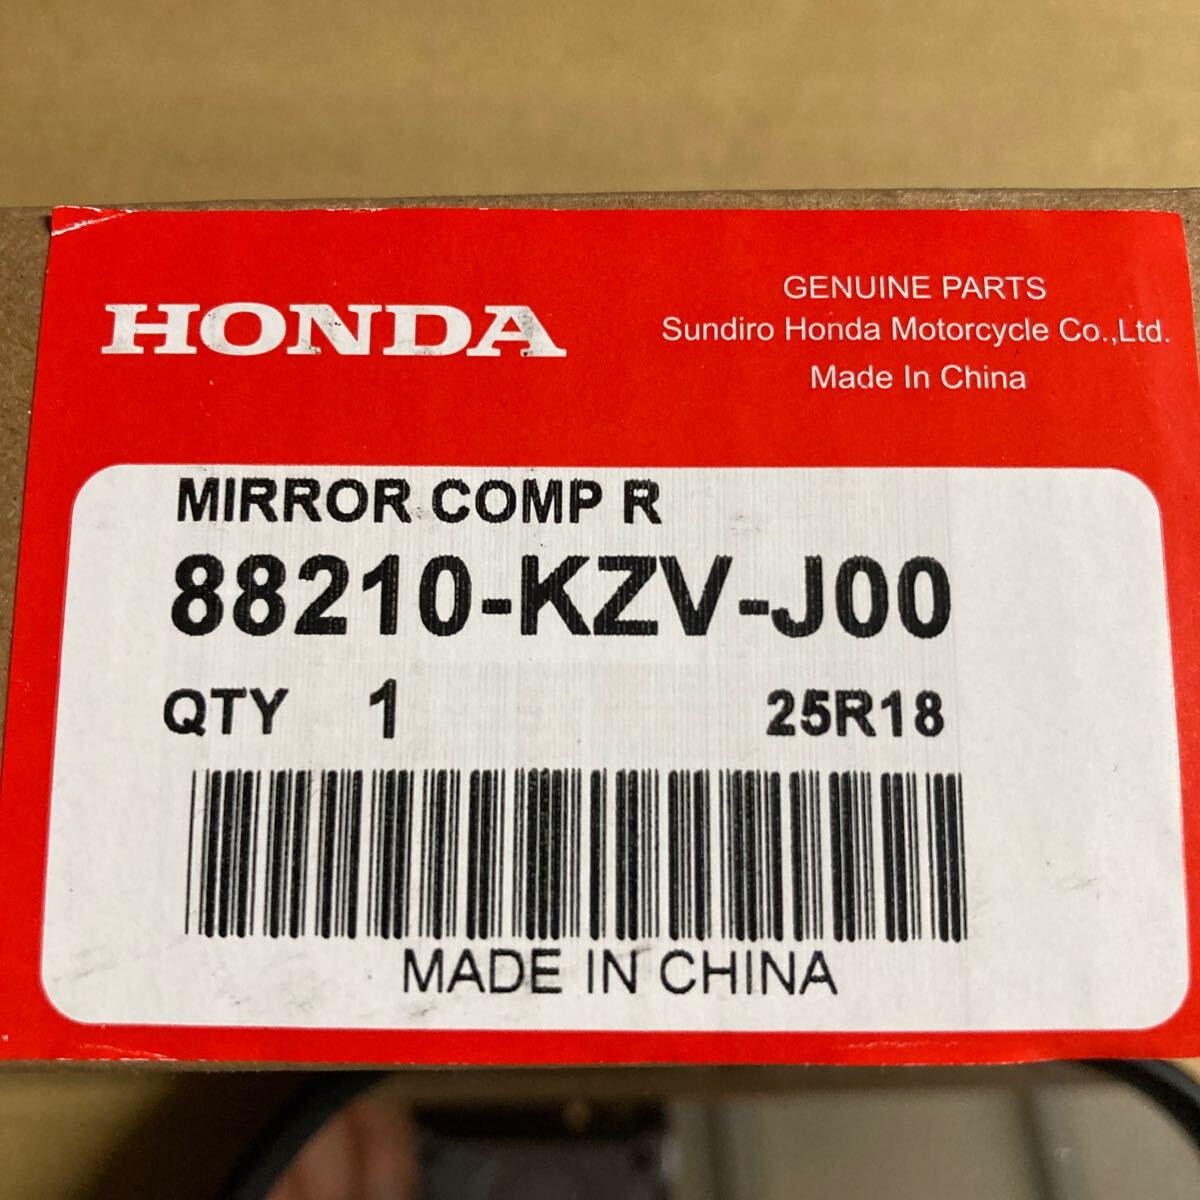 HONDA
GENUINE PARTS
Sundiro Honda Motorcycle Co.,Ltd.
Made In China
MIRROR COMP R
88210-KZV-J00
QTY 1 25R18
MADE IN CHINA